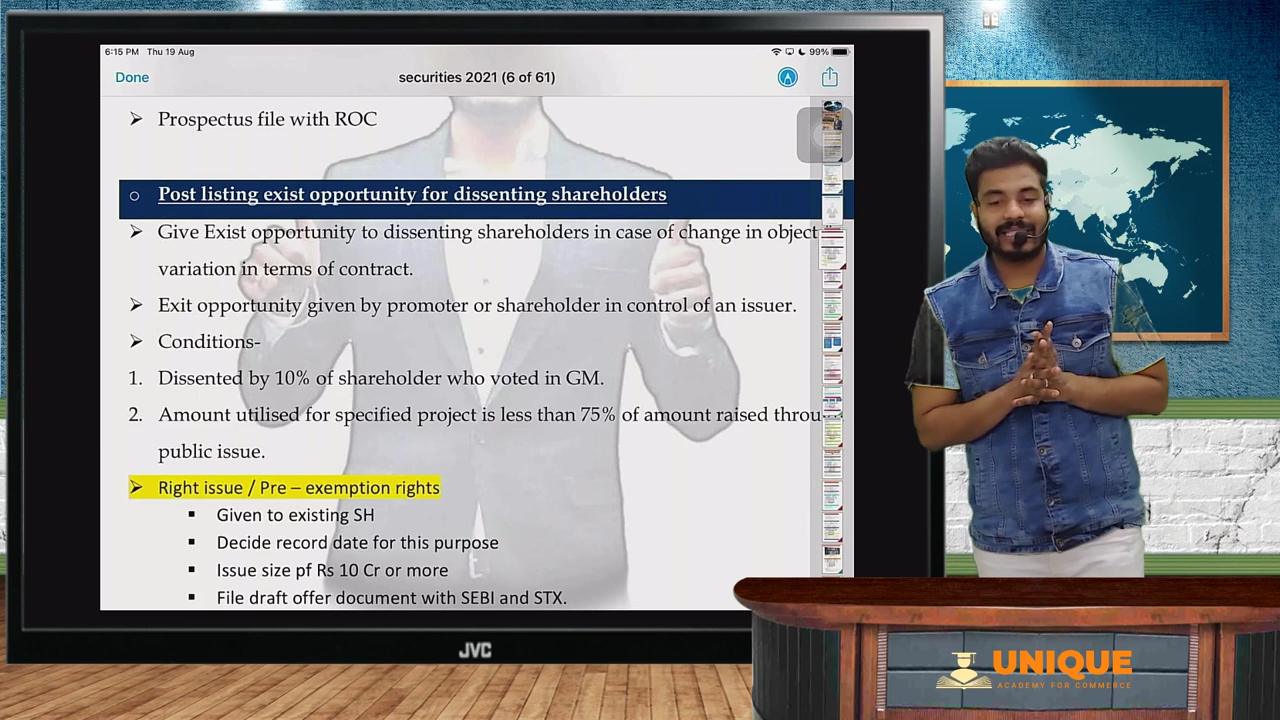 6:15 PM Thu 19 Aug
99%
Done
securities 2021 (6 of 61)
Prospectus file with ROC
Post listing exist opportunity for dissenting shareholders
Give Exist opportunity to dissenting shareholders in case of change in object
variation in terms of contract.
Exit opportunity given by promoter or shareholder in control of an issuer.
Conditions-
1. Dissented by 10% of shareholder who voted in GM.
2. Amount utilised for specified project is less than 75% of amount raised
public issue.
Right issue / Pre – exemption rights
Given to existing SH
Decide record date for this purpose
Issue size pf Rs 10 Cr or more
File draft offer document with SEBI and STX.
JVC
UNIQUE
ACADEMY FOR COMMERCE